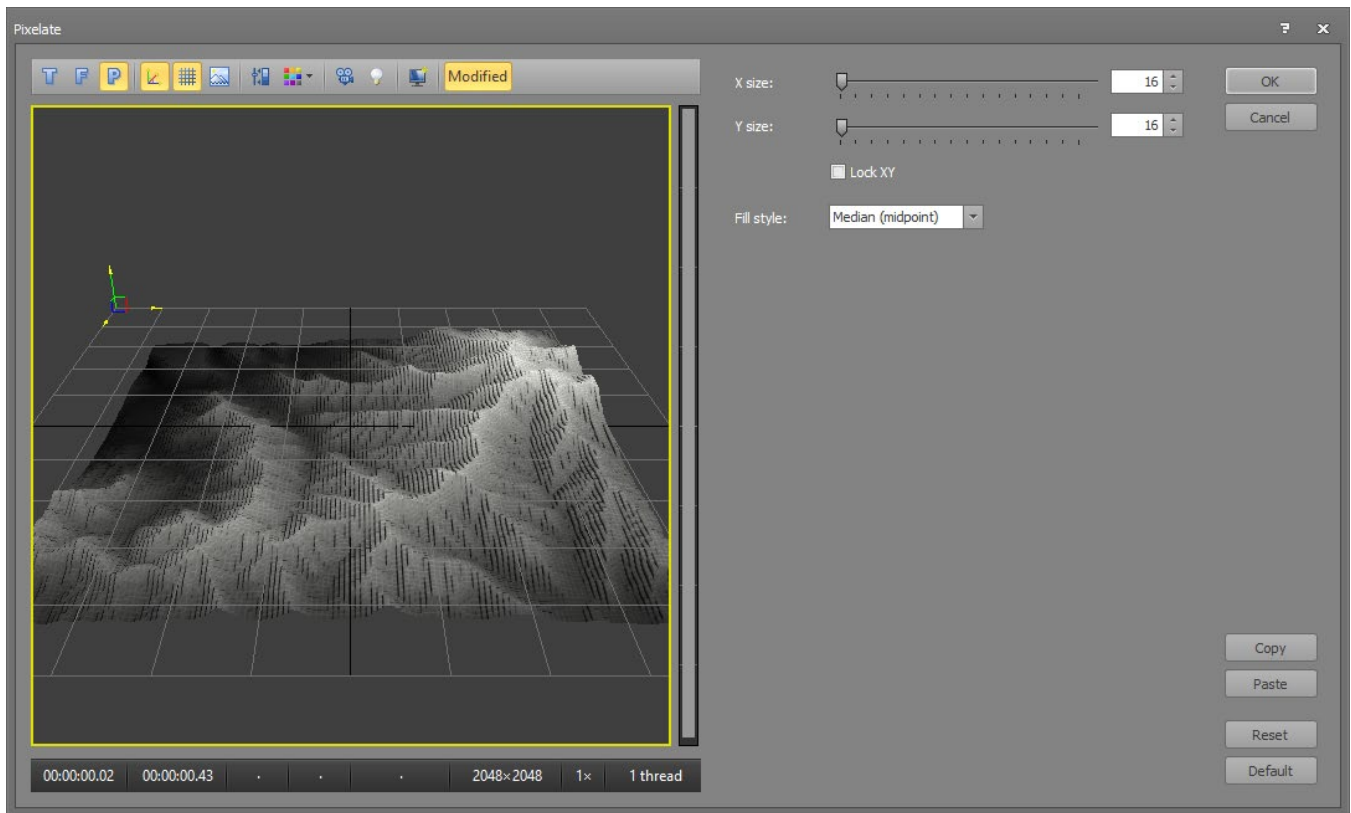 Pixelate
T F P Modified
X size: 16 OK
Y size: 16 Cancel
Lock XY
Fill style: Median (midpoint)
Copy
Paste
Reset
Default
00:00:00.02 00:00:00.43 · · · 2048×2048 1× 1 thread